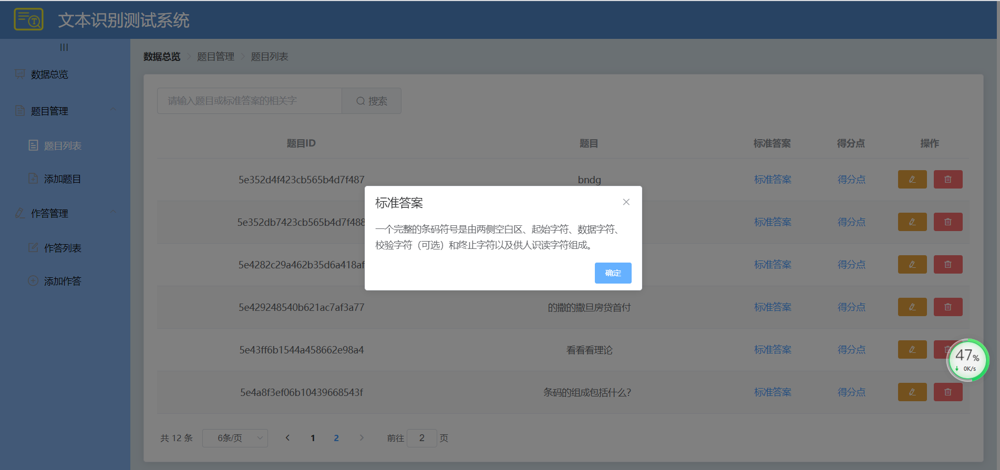 文本识别测试系统
数据总览
题目管理
题目列表
添加题目
作答管理
作答列表
添加作答
数据总览 题目管理 题目列表
请输入题目或标准答案的相关字 搜索
题目ID 题目 标准答案 得分点 操作
5e352d4f423cb565b4d7f487 bndg 标准答案 得分点
5e352db7423cb565b4d7f488 标准答案 得分点
5e4282c29a462b35d6a418af 标准答案 得分点
5e429248540b621ac7af3a77 的撒的撒旦房贷首付 标准答案 得分点
5e43ff6b1544a458662e98a4 看看看理论 标准答案 得分点
5e4a8f3ef06b10439668543f 条码的组成包括什么? 标准答案 得分点
共 12 条 6条/页 1 2 前往 2 页
标准答案
一个完整的条码符号是由两侧空白区、起始字符、数据字符、
校验字符（可选）和终止字符以及供人识读字符组成。
确定
47%
0K/s